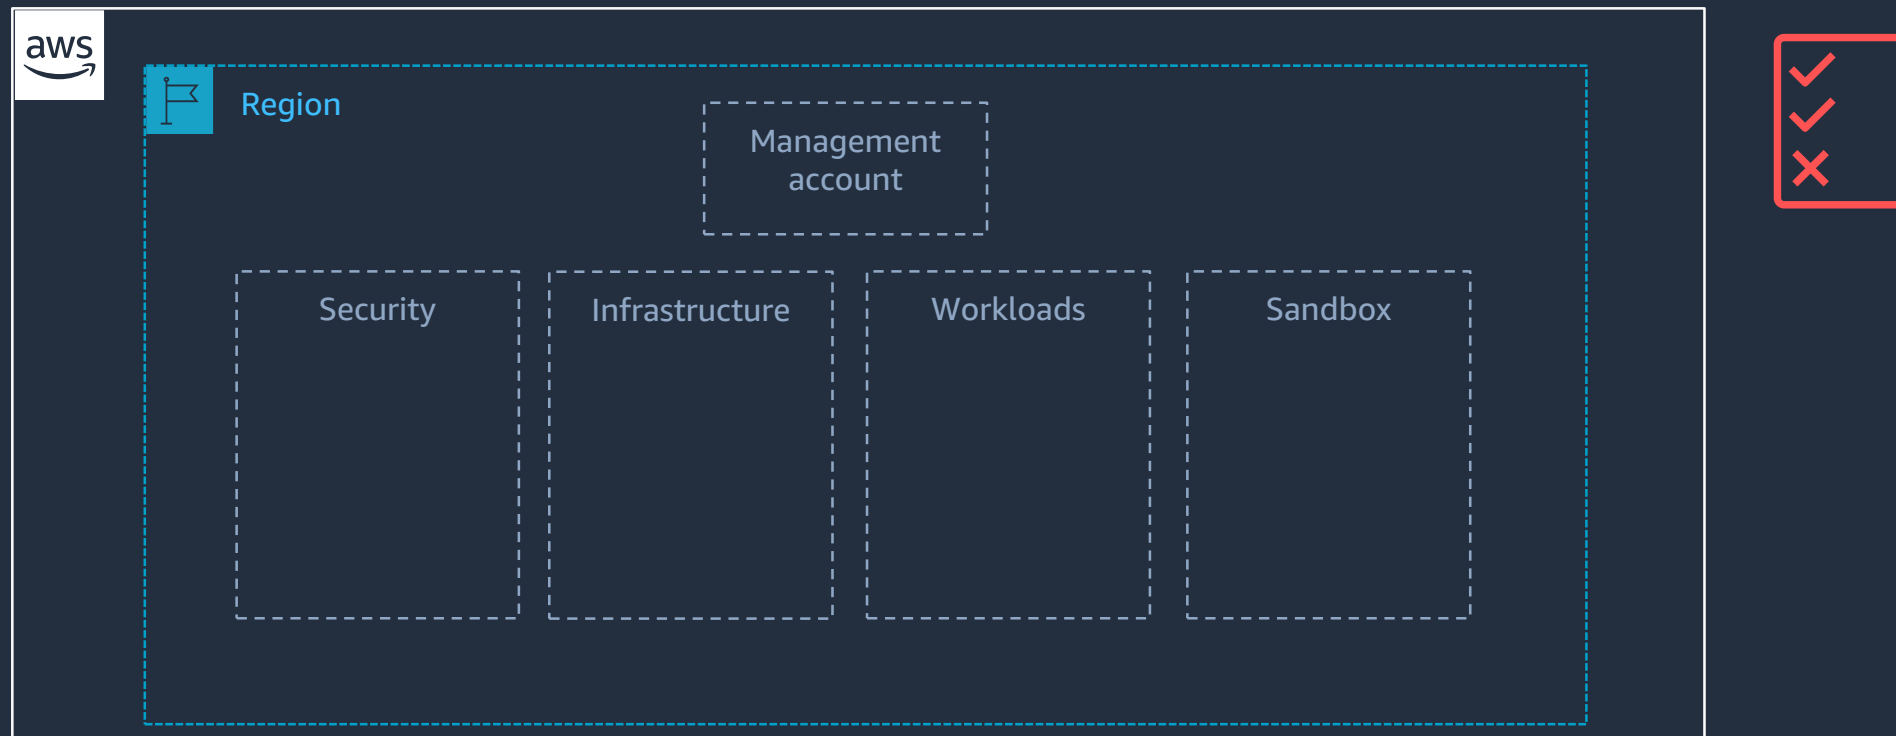 aws
Region
Management
account
Security
Infrastructure
Workloads
Sandbox